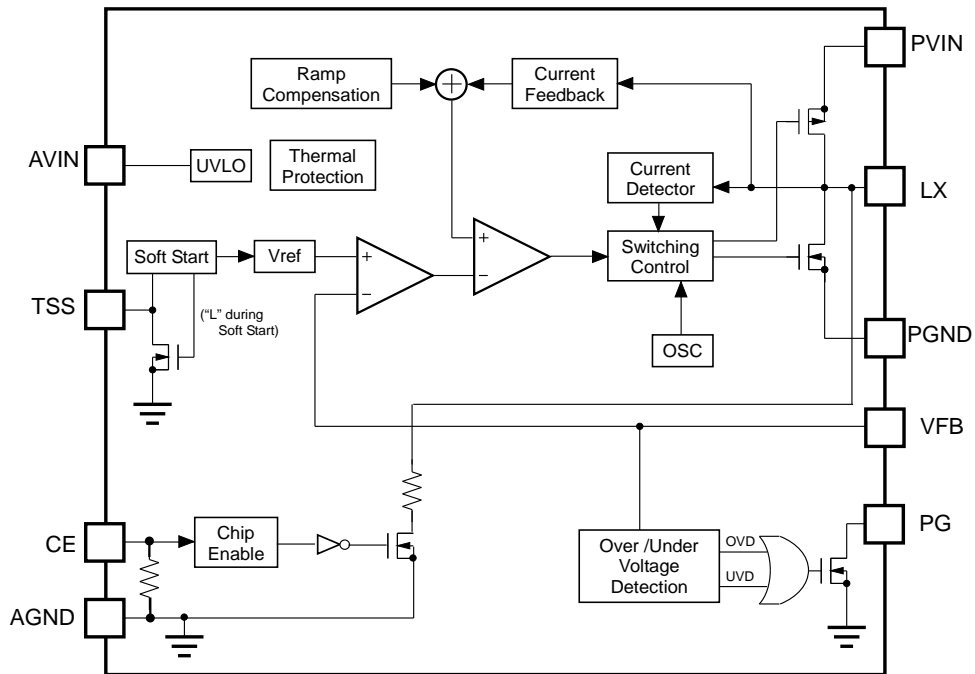 PVIN
Ramp
Compensation
+
Current
Feedback
AVIN
UVLO
Thermal
Protection
Current
Detector
LX
Soft Start
Vref
+
−
+
−
Switching
Control
TSS
("L" during
Soft Start)
OSC
PGND
VFB
CE
Chip
Enable
PG
Over /Under
Voltage
Detection
OVD
UVD
AGND